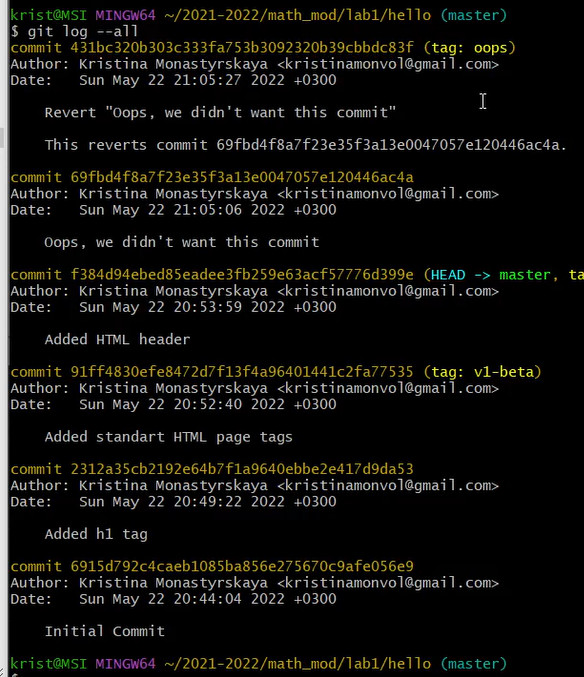 krist@MSI MINGW64 ~/2021-2022/math_mod/lab1/hello (master)
$ git log --all
commit 431bc320b303c333fa753b3092320b39cbbdc83f (tag: oops)
Author: Kristina Monastyrskaya <kristinamonvol@gmail.com>
Date:   Sun May 22 21:05:27 2022 +0300
Revert "Oops, we didn't want this commit"
This reverts commit 69fbd4f8a7f23e35f3a13e0047057e120446ac4a.
commit 69fbd4f8a7f23e35f3a13e0047057e120446ac4a
Author: Kristina Monastyrskaya <kristinamonvol@gmail.com>
Date:   Sun May 22 21:05:06 2022 +0300
Oops, we didn't want this commit
commit f384d94ebed85eadee3fb259e63acf57776d399e (HEAD -> master, ta
Author: Kristina Monastyrskaya <kristinamonvol@gmail.com>
Date:   Sun May 22 20:53:59 2022 +0300
Added HTML header
commit 91ff4830efe8472d7f13f4a96401441c2fa77535 (tag: v1-beta)
Author: Kristina Monastyrskaya <kristinamonvol@gmail.com>
Date:   Sun May 22 20:52:40 2022 +0300
Added standart HTML page tags
commit 2312a35cb2192e64b7f1a9640ebbe2e417d9da53
Author: Kristina Monastyrskaya <kristinamonvol@gmail.com>
Date:   Sun May 22 20:49:22 2022 +0300
Added h1 tag
commit 6915d792c4caeb1085ba856e275670c9afe056e9
Author: Kristina Monastyrskaya <kristinamonvol@gmail.com>
Date:   Sun May 22 20:44:04 2022 +0300
Initial Commit
krist@MSI MINGW64 ~/2021-2022/math_mod/lab1/hello (master)